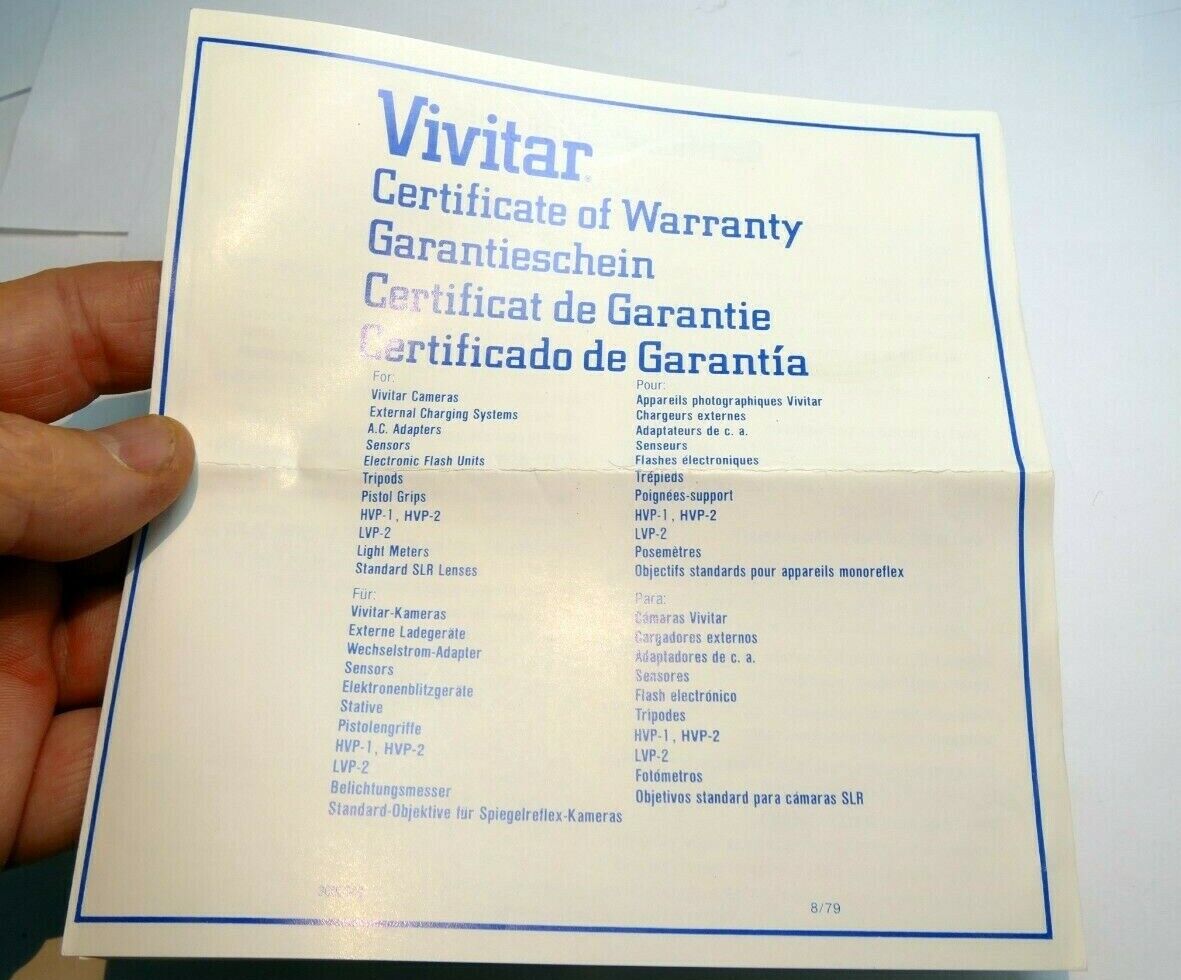 Vivitar®
Certificate of Warranty
Garantieschein
Certificat de Garantie
Certificado de Garantía
For:
Vivitar Cameras
External Charging Systems
A.C. Adapters
Sensors
Electronic Flash Units
Tripods
Pistol Grips
HVP-1, HVP-2
LVP-2
Light Meters
Standard SLR Lenses
Pour:
Appareils photographiques Vivitar
Chargeurs externes
Adaptateurs de c. a.
Senseurs
Flashes électroniques
Trépieds
Poignées-support
HVP-1, HVP-2
LVP-2
Posemètres
Objectifs standards pour appareils monoreflex
Für:
Vivitar-Kameras
Externe Ladegeräte
Wechselstrom-Adapter
Sensors
Elektronenblitzgeräte
Stative
Pistolengriffe
HVP-1, HVP-2
LVP-2
Belichtungsmesser
Standard-Objektive für Spiegelreflex-Kameras
Para:
Cámaras Vivitar
Cargadores externos
Adaptadores de c. a.
Sensores
Flash electrónico
Tripodes
HVP-1, HVP-2
LVP-2
Fotómetros
Objetivos standard para cámaras SLR
8/79